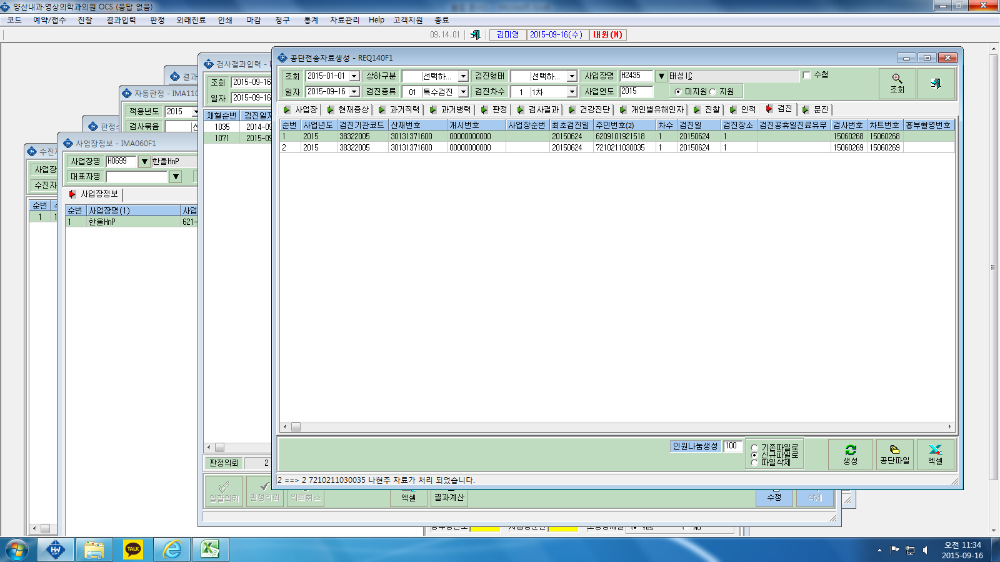 양산내과·영상의학과의원 OCS (응답 없음)
코드 예약/접수 진찰 결과입력 판정 외래진료 인쇄 마감 청구 통계 자료관리 Help 고객지원 종료
09.14.01 김미영 2015-09-16(수) 내원(M)
공단전송자료생성 - REQ140F1
조회 2015-01-01 상하구분 선택하... 검진형태 선택하... 사업장명 H2435 태성IC 수첩
일자 2015-09-16 검진종류 01 특수검진 검진차수 1 1차 사업연도 2015 미지원 지원
조회
사업장 현재증상 과거직력 과거병력 판정 검사결과 건강진단 개인별유해인자 진찰 인적 검진 문진
순번 사업년도 검진기관코드 산재번호 개시번호 사업장순번 최초검진일 주민번호(2) 차수 검진일 검진장소 검진공휴일진료유무 검사번호 차트번호 흉부촬영번호
1 2015 38322005 30131371600 00000000000 20150624 6209101921518 1 20150624 1 15060268 15060268
2 2015 38322005 30131371600 00000000000 20150624 7210211030035 1 20150624 1 15060269 15060269
인원나눔생성 100
기존파일로
신규파일로
파일삭제
생성 공단파일 엑셀
2 ==> 2 7210211030035 나현주 자료가 처리 되었습니다.
검사결과입력 - R
조회 2015-09-16
일자 2015-09-16
채혈순번 검진일자
1035 2014-09
1071 2015-09
판정의뢰 2
일괄의뢰 판정의뢰 의뢰취소 엑셀 결과계산 수정 삭제
결과
자동판정 - IMA110
적용년도 2015
검사묶음
판정소
사업장정보 - IMA060F1
사업장명 H0699 한울HnP
대표자명
사업장정보
순번 사업장명(1) 사업
1 한울HnP 621-
수진자
사업장
수진자
순번
1
Yes No
TALK
HW
오전 11:34
2015-09-16